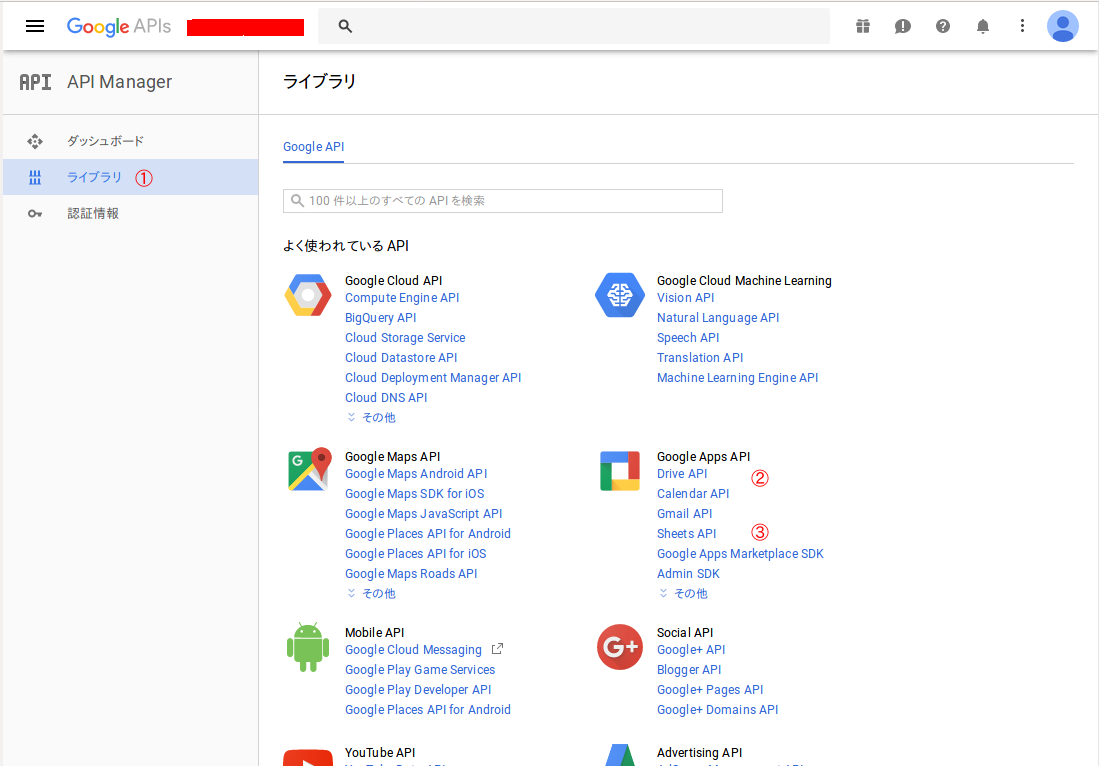 Google APIs
API API Manager
ライブラリ
ダッシュボード
ライブラリ ①
認証情報
Google API
100 件以上のすべての API を検索
よく使われている API
Google Cloud API
Compute Engine API
BigQuery API
Cloud Storage Service
Cloud Datastore API
Cloud Deployment Manager API
Cloud DNS API
その他
Google Cloud Machine Learning
Vision API
Natural Language API
Speech API
Translation API
Machine Learning Engine API
Google Maps API
Google Maps Android API
Google Maps SDK for iOS
Google Maps JavaScript API
Google Places API for Android
Google Places API for iOS
Google Maps Roads API
その他
Google Apps API
Drive API ②
Calendar API
Gmail API
Sheets API ③
Google Apps Marketplace SDK
Admin SDK
その他
Mobile API
Google Cloud Messaging
Google Play Game Services
Google Play Developer API
Google Places API for Android
G+
Social API
Google+ API
Blogger API
Google+ Pages API
Google+ Domains API
YouTube API
Advertising API